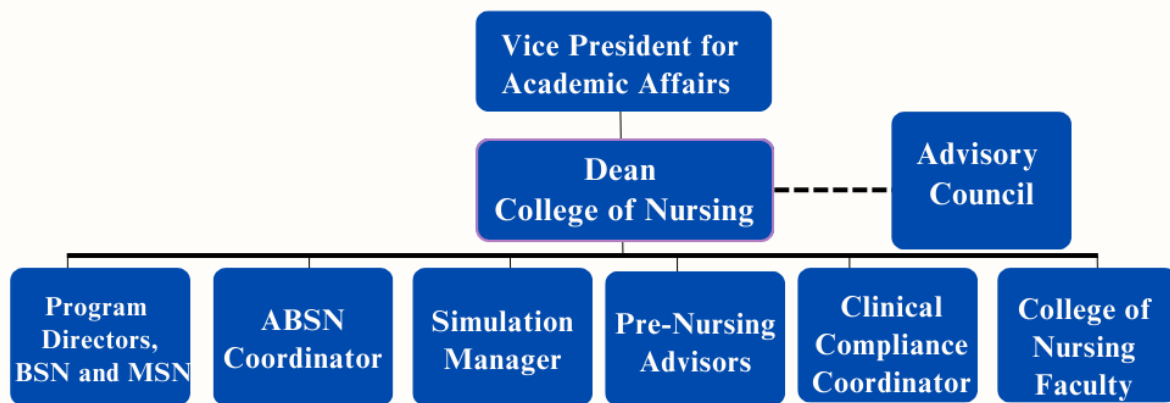 Vice President for
Academic Affairs
Dean
College of Nursing
Advisory
Council
Program
Directors,
BSN and MSN
ABSN
Coordinator
Simulation
Manager
Pre-Nursing
Advisors
Clinical
Compliance
Coordinator
College of
Nursing
Faculty